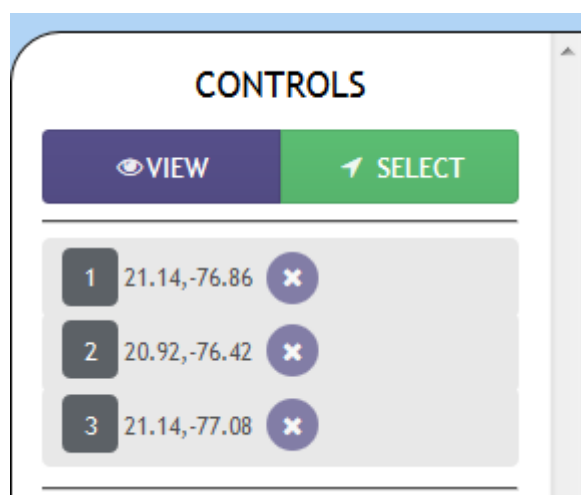 CONTROLS
VIEW SELECT
1 21.14,-76.86
2 20.92,-76.42
3 21.14,-77.08